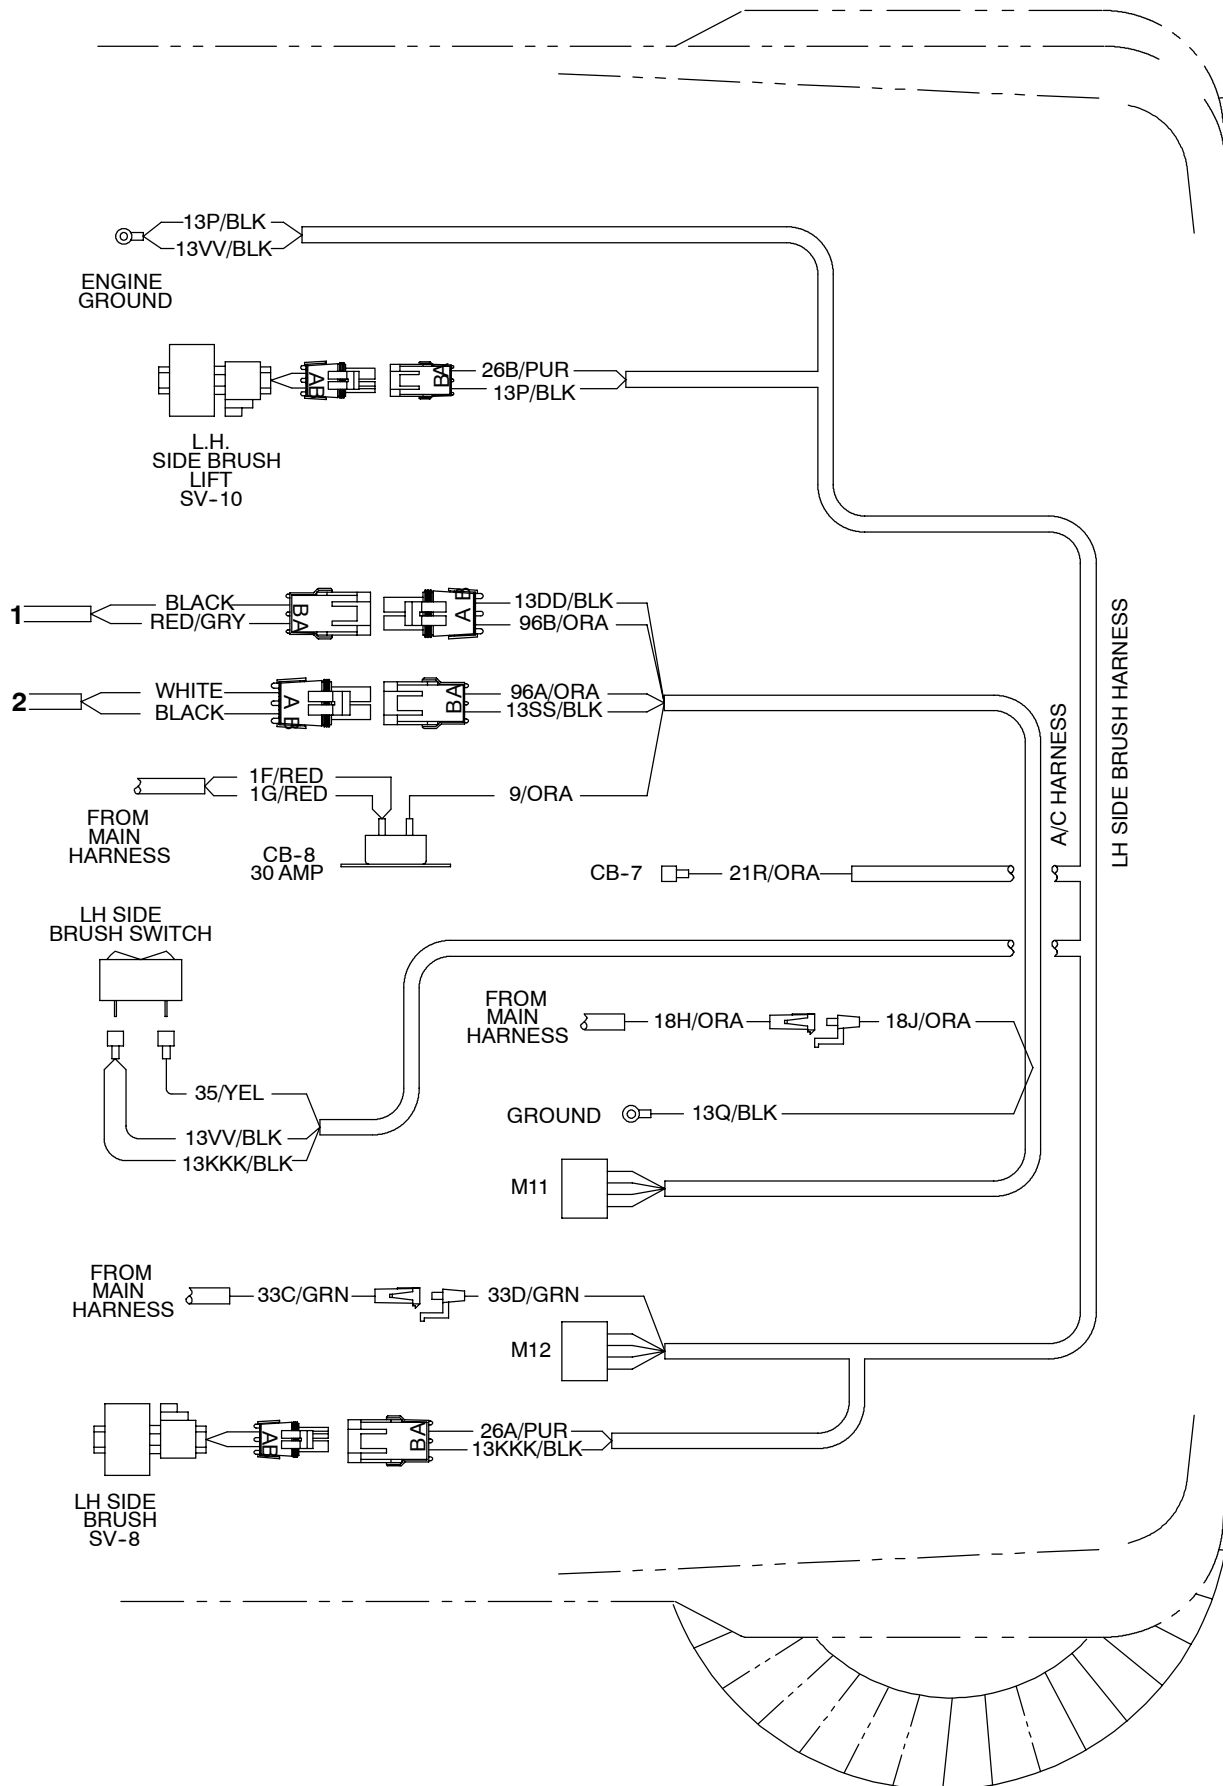 13P/BLK
13VV/BLK
ENGINE
GROUND
A
B
B A
26B/PUR
13P/BLK
L.H.
SIDE BRUSH
LIFT
SV-10
1
BLACK
RED/GRY
B A
A B
13DD/BLK
96B/ORA
2
WHITE
BLACK
A B
B A
96A/ORA
13SS/BLK
1F/RED
1G/RED
FROM
MAIN
HARNESS
CB-8
30 AMP
9/ORA
A/C HARNESS
LH SIDE BRUSH HARNESS
CB-7
21R/ORA
LH SIDE
BRUSH SWITCH
FROM
MAIN
HARNESS
18H/ORA
18J/ORA
35/YEL
13VV/BLK
13KKK/BLK
GROUND
13Q/BLK
M11
FROM
MAIN
HARNESS
33C/GRN
33D/GRN
M12
A
B
B A
26A/PUR
13KKK/BLK
LH SIDE
BRUSH
SV-8